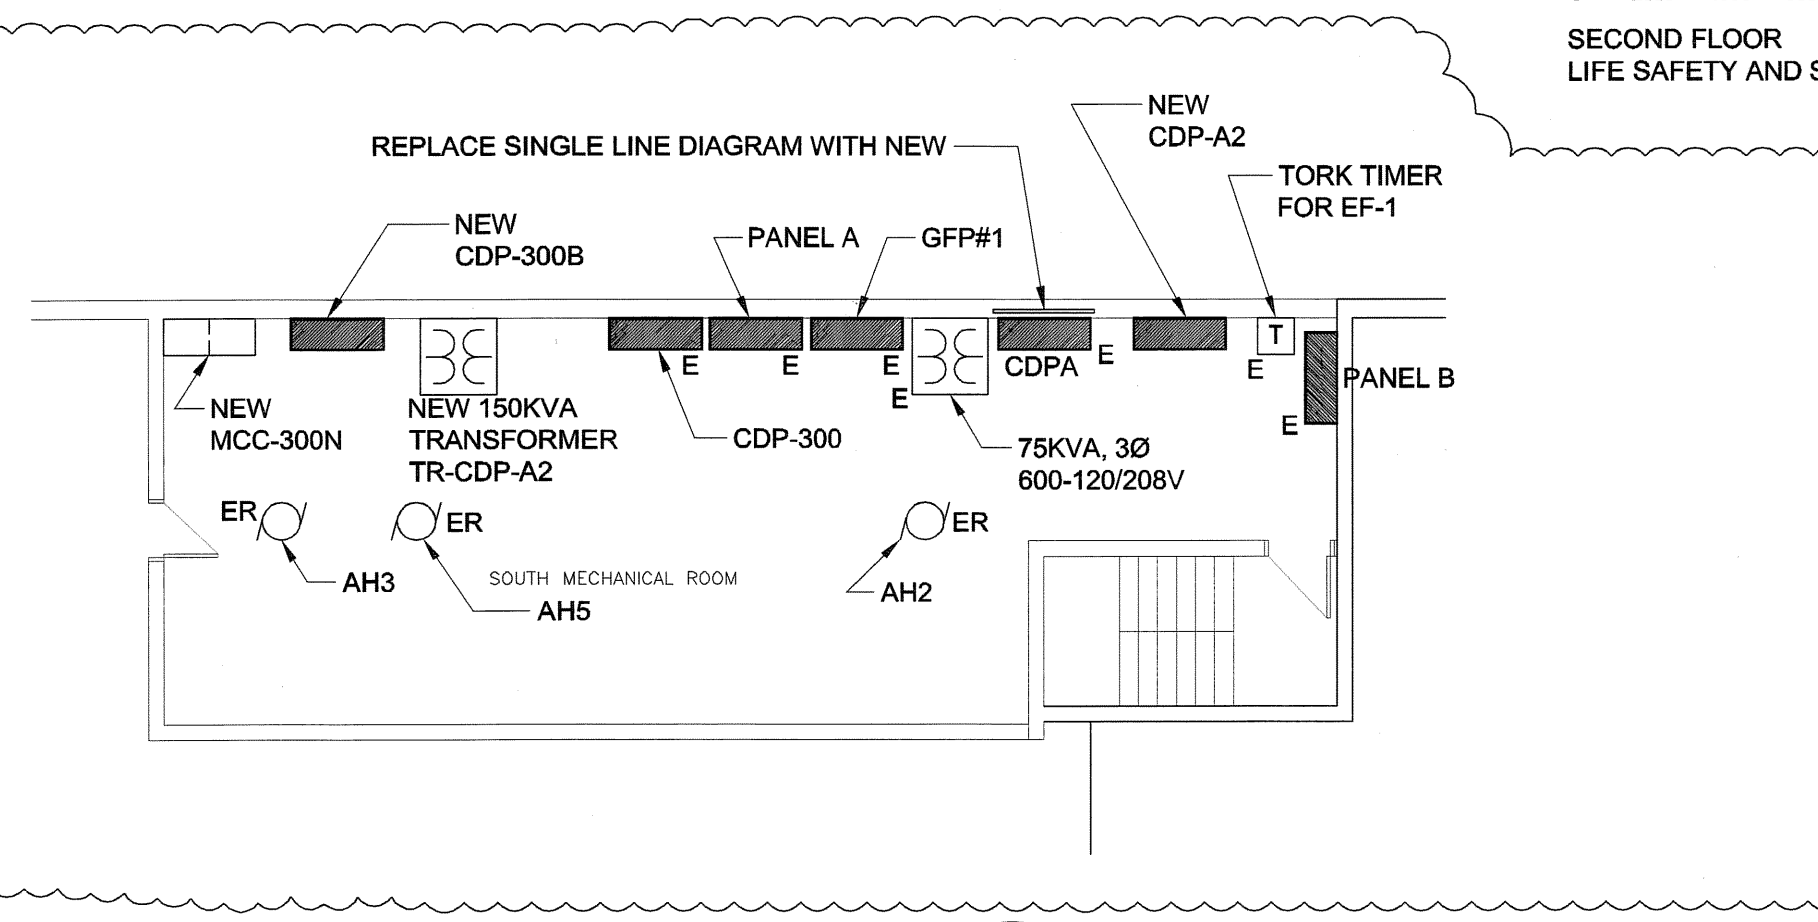 SECOND FLOOR
LIFE SAFETY AND
NEW
CDP-A2
REPLACE SINGLE LINE DIAGRAM WITH NEW
TORK TIMER
FOR EF-1
NEW
CDP-300B
PANEL A
GFP#1
T
E
E
E
E
CDPA
E
E
PANEL B
E
NEW
MCC-300N
NEW 150KVA
TRANSFORMER
TR-CDP-A2
CDP-300
75KVA, 3Ø
600-120/208V
ER
ER
ER
AH3
SOUTH MECHANICAL ROOM
AH5
AH2